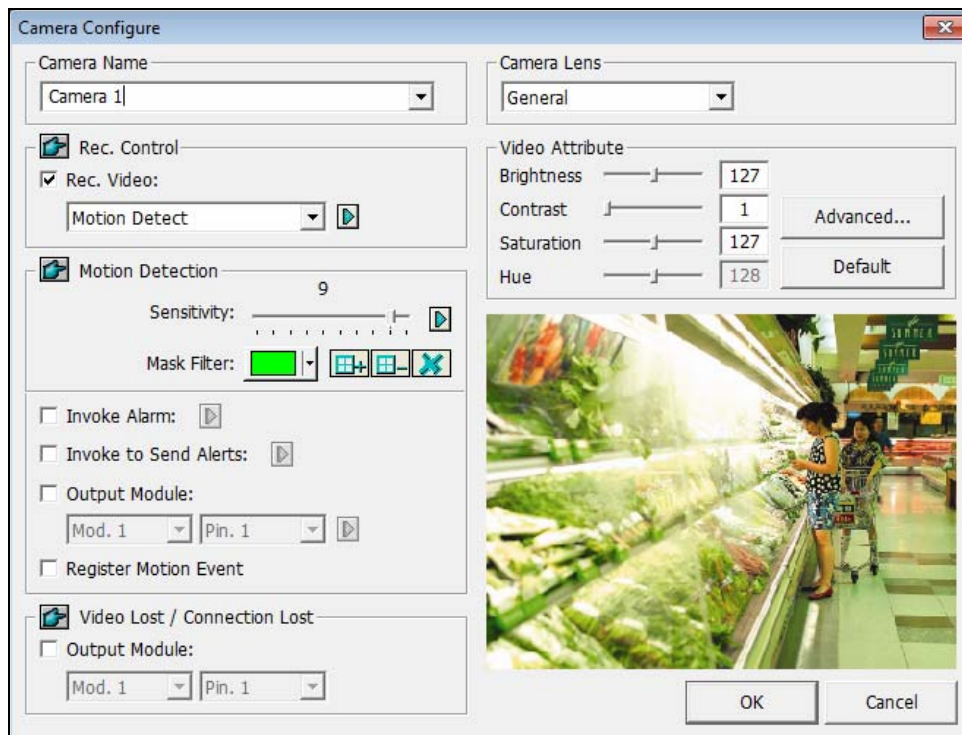 Camera Configure
Camera Name
Camera 1
Rec. Control
Rec. Video:
Motion Detect
Motion Detection
9
Sensitivity:
Mask Filter:
Invoke Alarm:
Invoke to Send Alerts:
Output Module:
Mod. 1 Pin. 1
Register Motion Event
Video Lost / Connection Lost
Output Module:
Mod. 1 Pin. 1
Camera Lens
General
Video Attribute
Brightness 127
Contrast 1
Saturation 127
Hue 128
Advanced...
Default
SUMMER
SUMMER
OK Cancel